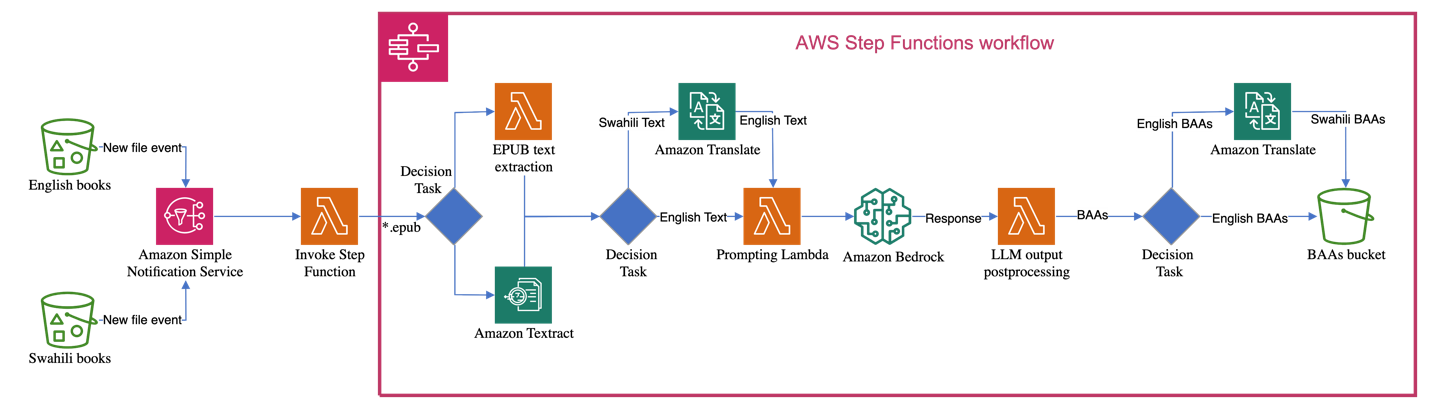 AWS Step Functions workflow
New file event
English books
Amazon Simple
Notification Service
New file event
Swahili books
Invoke Step
Function
*.epub
Decision
Task
EPUB text
extraction
Amazon Textract
Decision
Task
Swahili Text
Amazon Translate
English Text
English Text
Prompting Lambda
Amazon Bedrock
Response
LLM output
postprocessing
BAAs
Decision
Task
English BAAs
Amazon Translate
Swahili BAAs
English BAAs
BAAs bucket